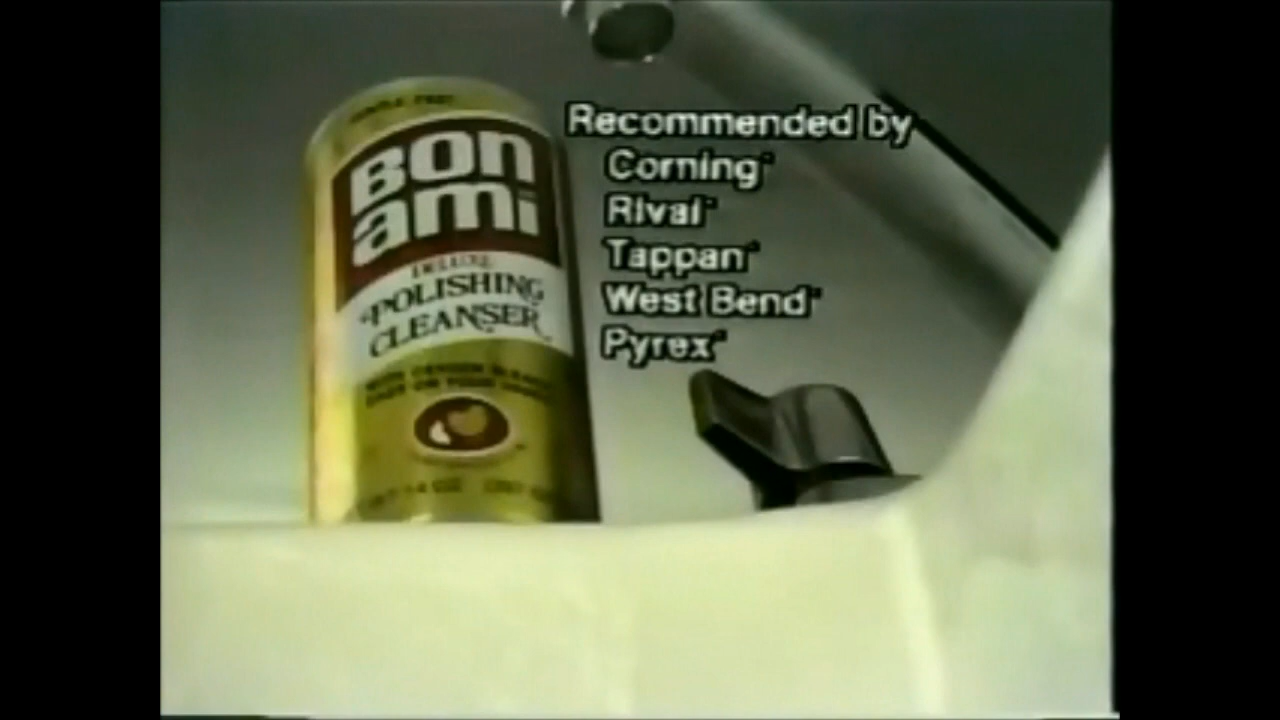 Recommended by
Corning
Rival
Tappan
West Bend
Pyrex
Bon
ami
DELUXE
POLISHING
CLEANSER